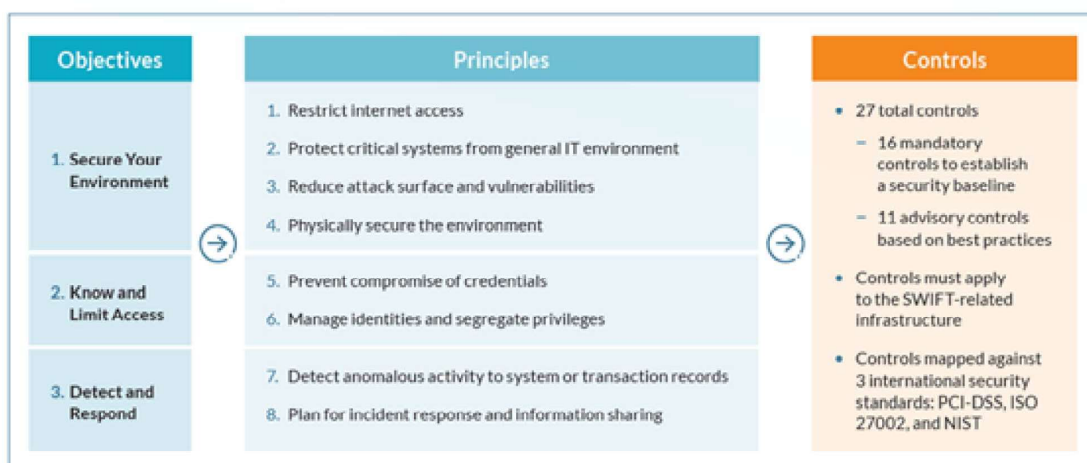 Objectives
Principles
Controls
1. Secure Your
Environment
1. Restrict internet access
2. Protect critical systems from general IT environment
3. Reduce attack surface and vulnerabilities
4. Physically secure the environment
2. Know and
Limit Access
5. Prevent compromise of credentials
6. Manage identities and segregate privileges
3. Detect and
Respond
7. Detect anomalous activity to system or transaction records
8. Plan for incident response and information sharing
• 27 total controls
– 16 mandatory
controls to establish
a security baseline
– 11 advisory controls
based on best practices
• Controls must apply
to the SWIFT-related
infrastructure
• Controls mapped against
3 international security
standards: PCI-DSS, ISO
27002, and NIST